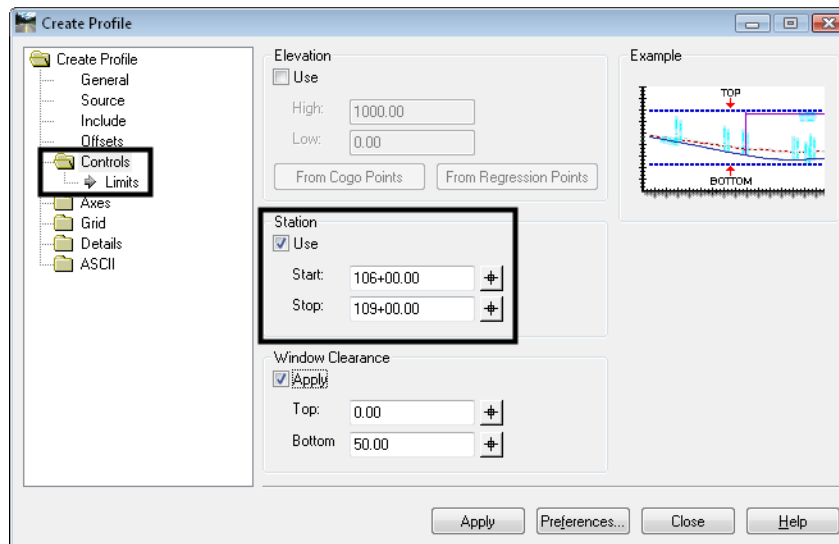 Create Profile
Create Profile
General
Source
Include
Offsets
Controls
Limits
Axes
Grid
Details
ASCII
Elevation
Use
High: 1000.00
Low: 0.00
From Cogo Points From Regression Points
Station
Use
Start: 106+00.00
Stop: 109+00.00
Window Clearance
Apply
Top: 0.00
Bottom 50.00
Example
TOP
BOTTOM
Apply Preferences... Close Help